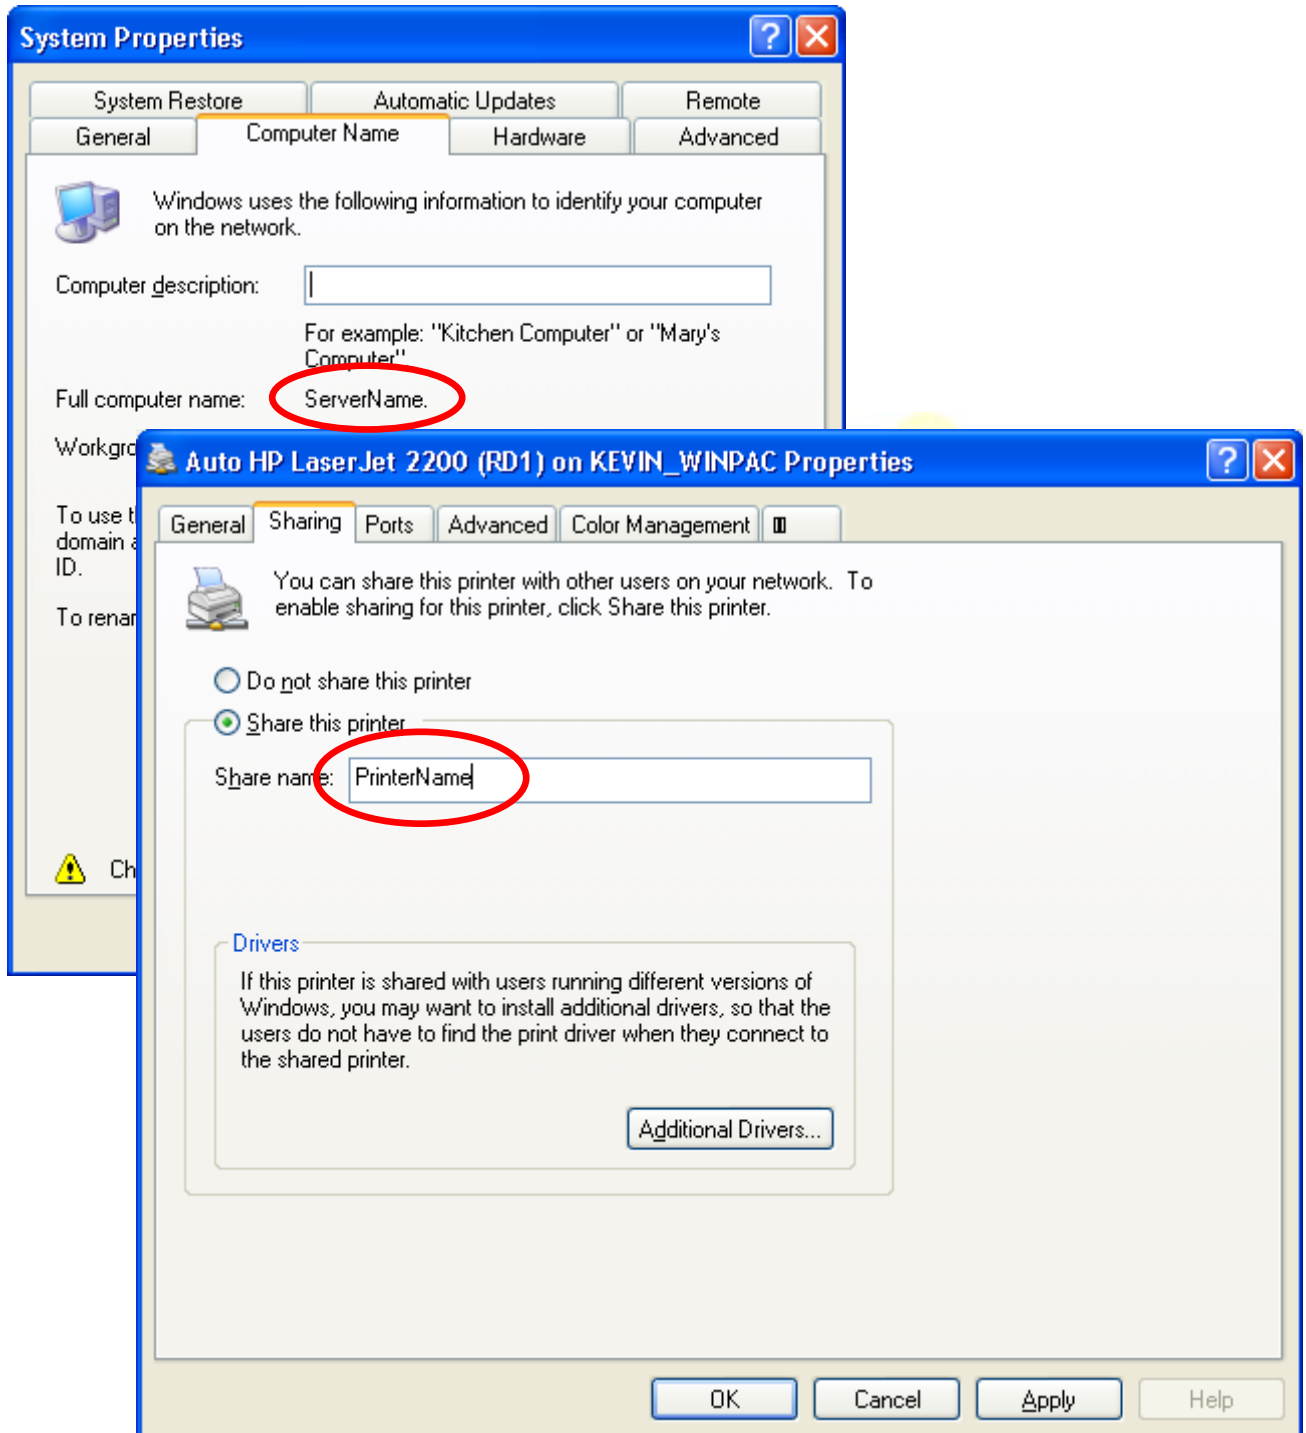 System Properties
System Restore
Automatic Updates
Remote
General
Computer Name
Hardware
Advanced
Windows uses the following information to identify your computer
on the network.
Computer description:
For example: "Kitchen Computer" or "Mary's
Computer".
Full computer name:
ServerName.
To use
domain
ID.
Auto HP LaserJet 2200 (RD1) on KEVIN_WINPAC Properties
General
Sharing
Ports
Advanced
Color Management
You can share this printer with other users on your network. To
enable sharing for this printer, click Share this printer.
Do not share this printer
Share this printer
Share name:
PrinterName
Drivers
If this printer is shared with users running different versions of
Windows, you may want to install additional drivers, so that the
users do not have to find the print driver when they connect to
the shared printer.
Additional Drivers...
OK
Cancel
Apply
Help